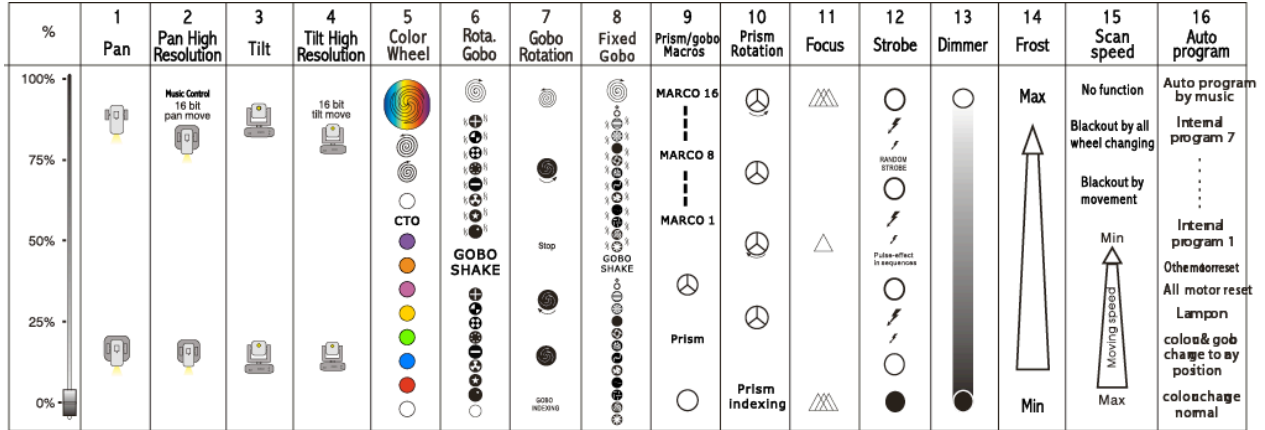 %
1
Pan
2
Pan High
Resolution
3
Tilt
4
Tilt High
Resolution
5
Color
Wheel
6
Rota.
Gobo
7
Gobo
Rotation
8
Fixed
Gobo
9
Prism/gobo
Macros
10
Prism
Rotation
11
Focus
12
Strobe
13
Dimmer
14
Frost
15
Scan
speed
16
Auto
program
100%
75%
50%
25%
0%
Music Control
16 bit
pan move
16 bit
tilt move
CTO
GOBO
SHAKE
Stop
GOBO
INDEXING
GOBO
SHAKE
MARCO 16
MARCO 8
MARCO 1
Prism
Prism
indexing
RANDOM
STROBE
Pulse-effect
in sequences
Max
Min
No function
Blackout by all
wheel changing
Blackout by
movement
Min
Moving speed
Max
Auto program
by music
Internal
program 7
Internal
program 1
Othermotorreset
All motor reset
Lampon
colour& gobo
change to any
position
colourchange
normal